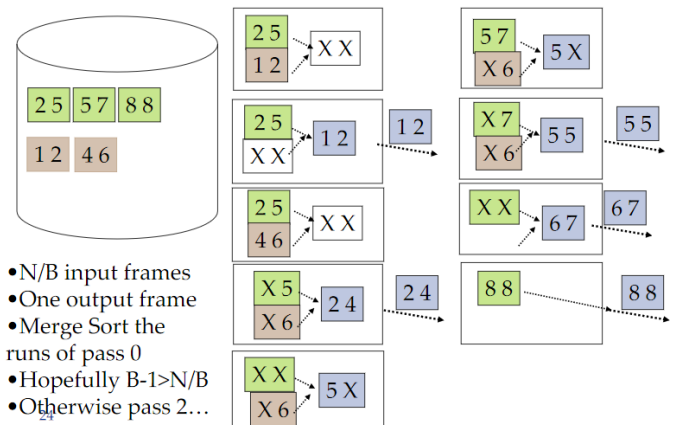 2 5 5 7 8 8
1 2 4 6
•N/B input frames
•One output frame
•Merge Sort the
runs of pass 0
•Hopefully B-1>N/B
•Otherwise pass 2…
24
2 5
X X
1 2
2 5
1 2
1 2
X X
2 5
X X
4 6
X 5
2 4
2 4
X 6
X X
5 X
X 6
5 7
5 X
X 6
X 7
5 5
5 5
X 6
X X
6 7
6 7
8 8
8 8